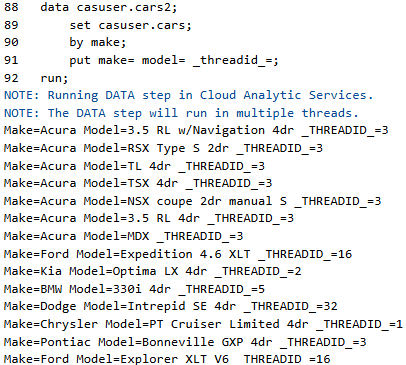 88 data casuser.cars2;
89 set casuser.cars;
90 by make;
91 put make= model= _threadid_=;
92 run;
NOTE: Running DATA step in Cloud Analytic Services.
NOTE: The DATA step will run in multiple threads.
Make=Acura Model=3.5 RL w/Navigation 4dr _THREADID_=3
Make=Acura Model=RSX Type S 2dr _THREADID_=3
Make=Acura Model=TL 4dr _THREADID_=3
Make=Acura Model=TSX 4dr _THREADID_=3
Make=Acura Model=NSX coupe 2dr manual S _THREADID_=3
Make=Acura Model=3.5 RL 4dr _THREADID_=3
Make=Acura Model=MDX _THREADID_=3
Make=Ford Model=Expedition 4.6 XLT _THREADID_=16
Make=Kia Model=Optima LX 4dr _THREADID_=2
Make=BMW Model=330i 4dr _THREADID_=5
Make=Dodge Model=Intrepid SE 4dr _THREADID_=32
Make=Chrysler Model=PT Cruiser Limited 4dr _THREADID_=1
Make=Pontiac Model=Bonneville GXP 4dr _THREADID_=3
Make=Ford Model=Explorer XLT V6 THREADID =16